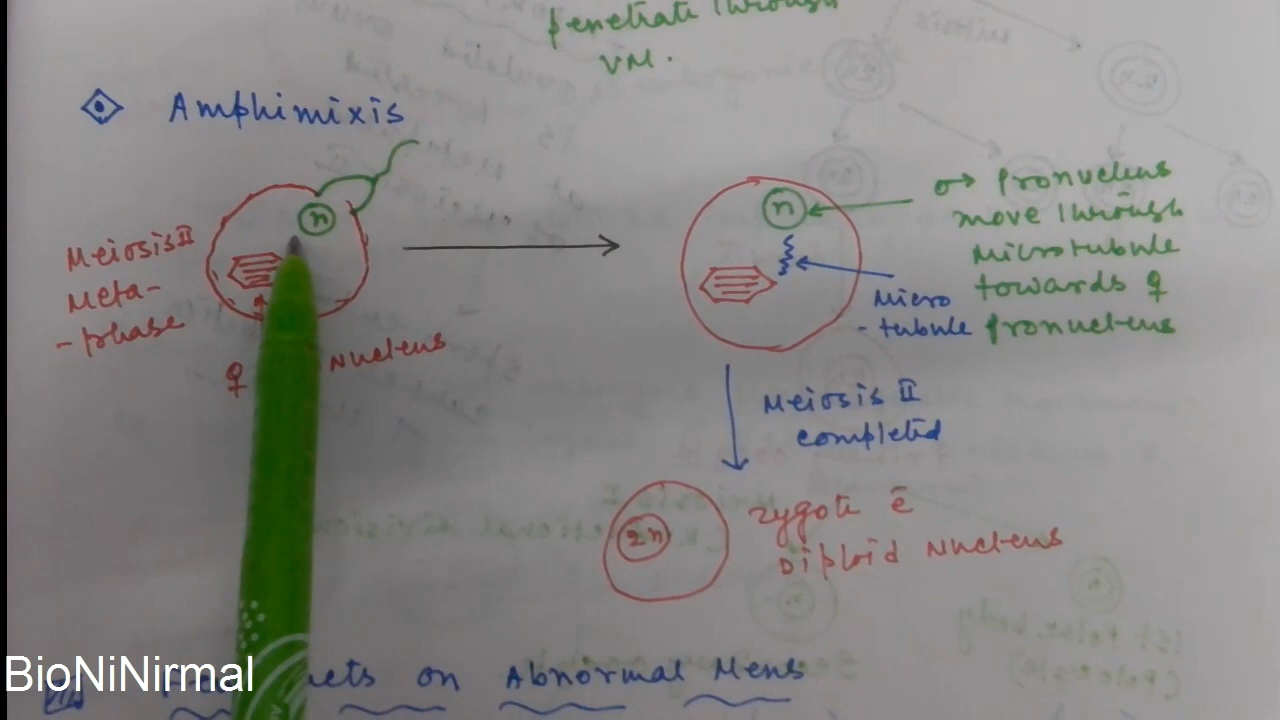 penetrate through
VM.
Amphimixis
n
Meiosis II
Meta-
-phase
♀
♀
Nucleus
n
♂ Pronucleus
move through
Microtubule
towards ♀
pronucleus
Micro
-tubule
Meiosis II
completed
2n
zygote c̄
Diploid Nucleus
on Abnormal Mens
BioNiNirmal